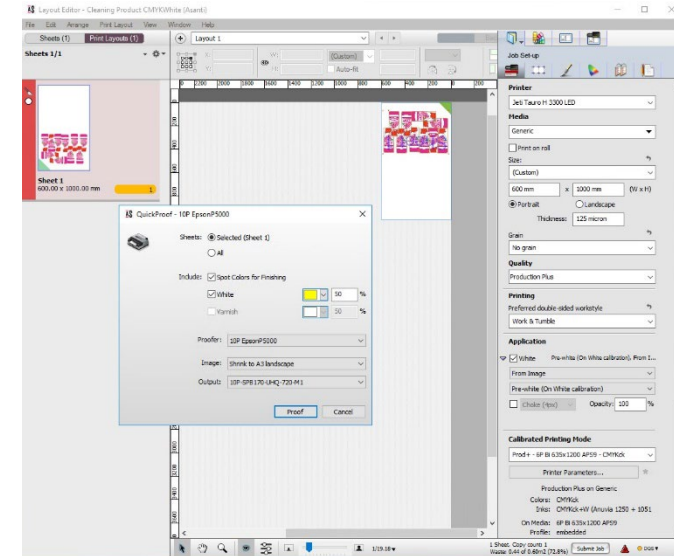 Layout Editor - Cleaning Product CMYKWhite (Asanti)
File Edit Arrange Print Layout View Window Help
Sheets (1) Print Layouts (1)
Layout 1
Sheets 1/1
X:
Y:
W:
H:
(Custom)
Auto-fit
Sheet 1
600.00 x 1000.00 mm
1
QuickProof - 10P EpsonP5000
Sheets: Selected (Sheet 1)
All
Include: Spot Colors for Finishing
White 50 %
Varnish 50 %
Proofer: 10P EpsonP5000
Image: Shrink to A3 landscape
Output: 10P-SPB170-UHQ-720-M1
Proof Cancel
1/19.18
Job Set-up
Printer
Jeti Tauro H 3300 LED
Media
Generic
Print on roll
Size:
(Custom)
600 mm x 1000 mm (W x H)
Portrait Landscape
Thickness: 125 micron
Grain
No grain
Quality
Production Plus
Printing
Preferred double-sided workstyle
Work & Tumble
Application
White Pre-white (On White calibration), From I...
From Image
Pre-white (On White calibration)
Choke (4px) Opacity: 100 %
Calibrated Printing Mode
Prod+ - 6P Bi 635x1200 AP59 - CMYKck
Printer Parameters...
Production Plus on Generic
Colors: CMYKck
Inks: CMYKck+W (Anuvia 1250 + 1051
On Media: 6P Bi 635x1200 AP59
Profile: embedded
1 Sheet. Copy count: 1
Waste: 0.44 of 0.60m2 (72.8%)
Submit Job